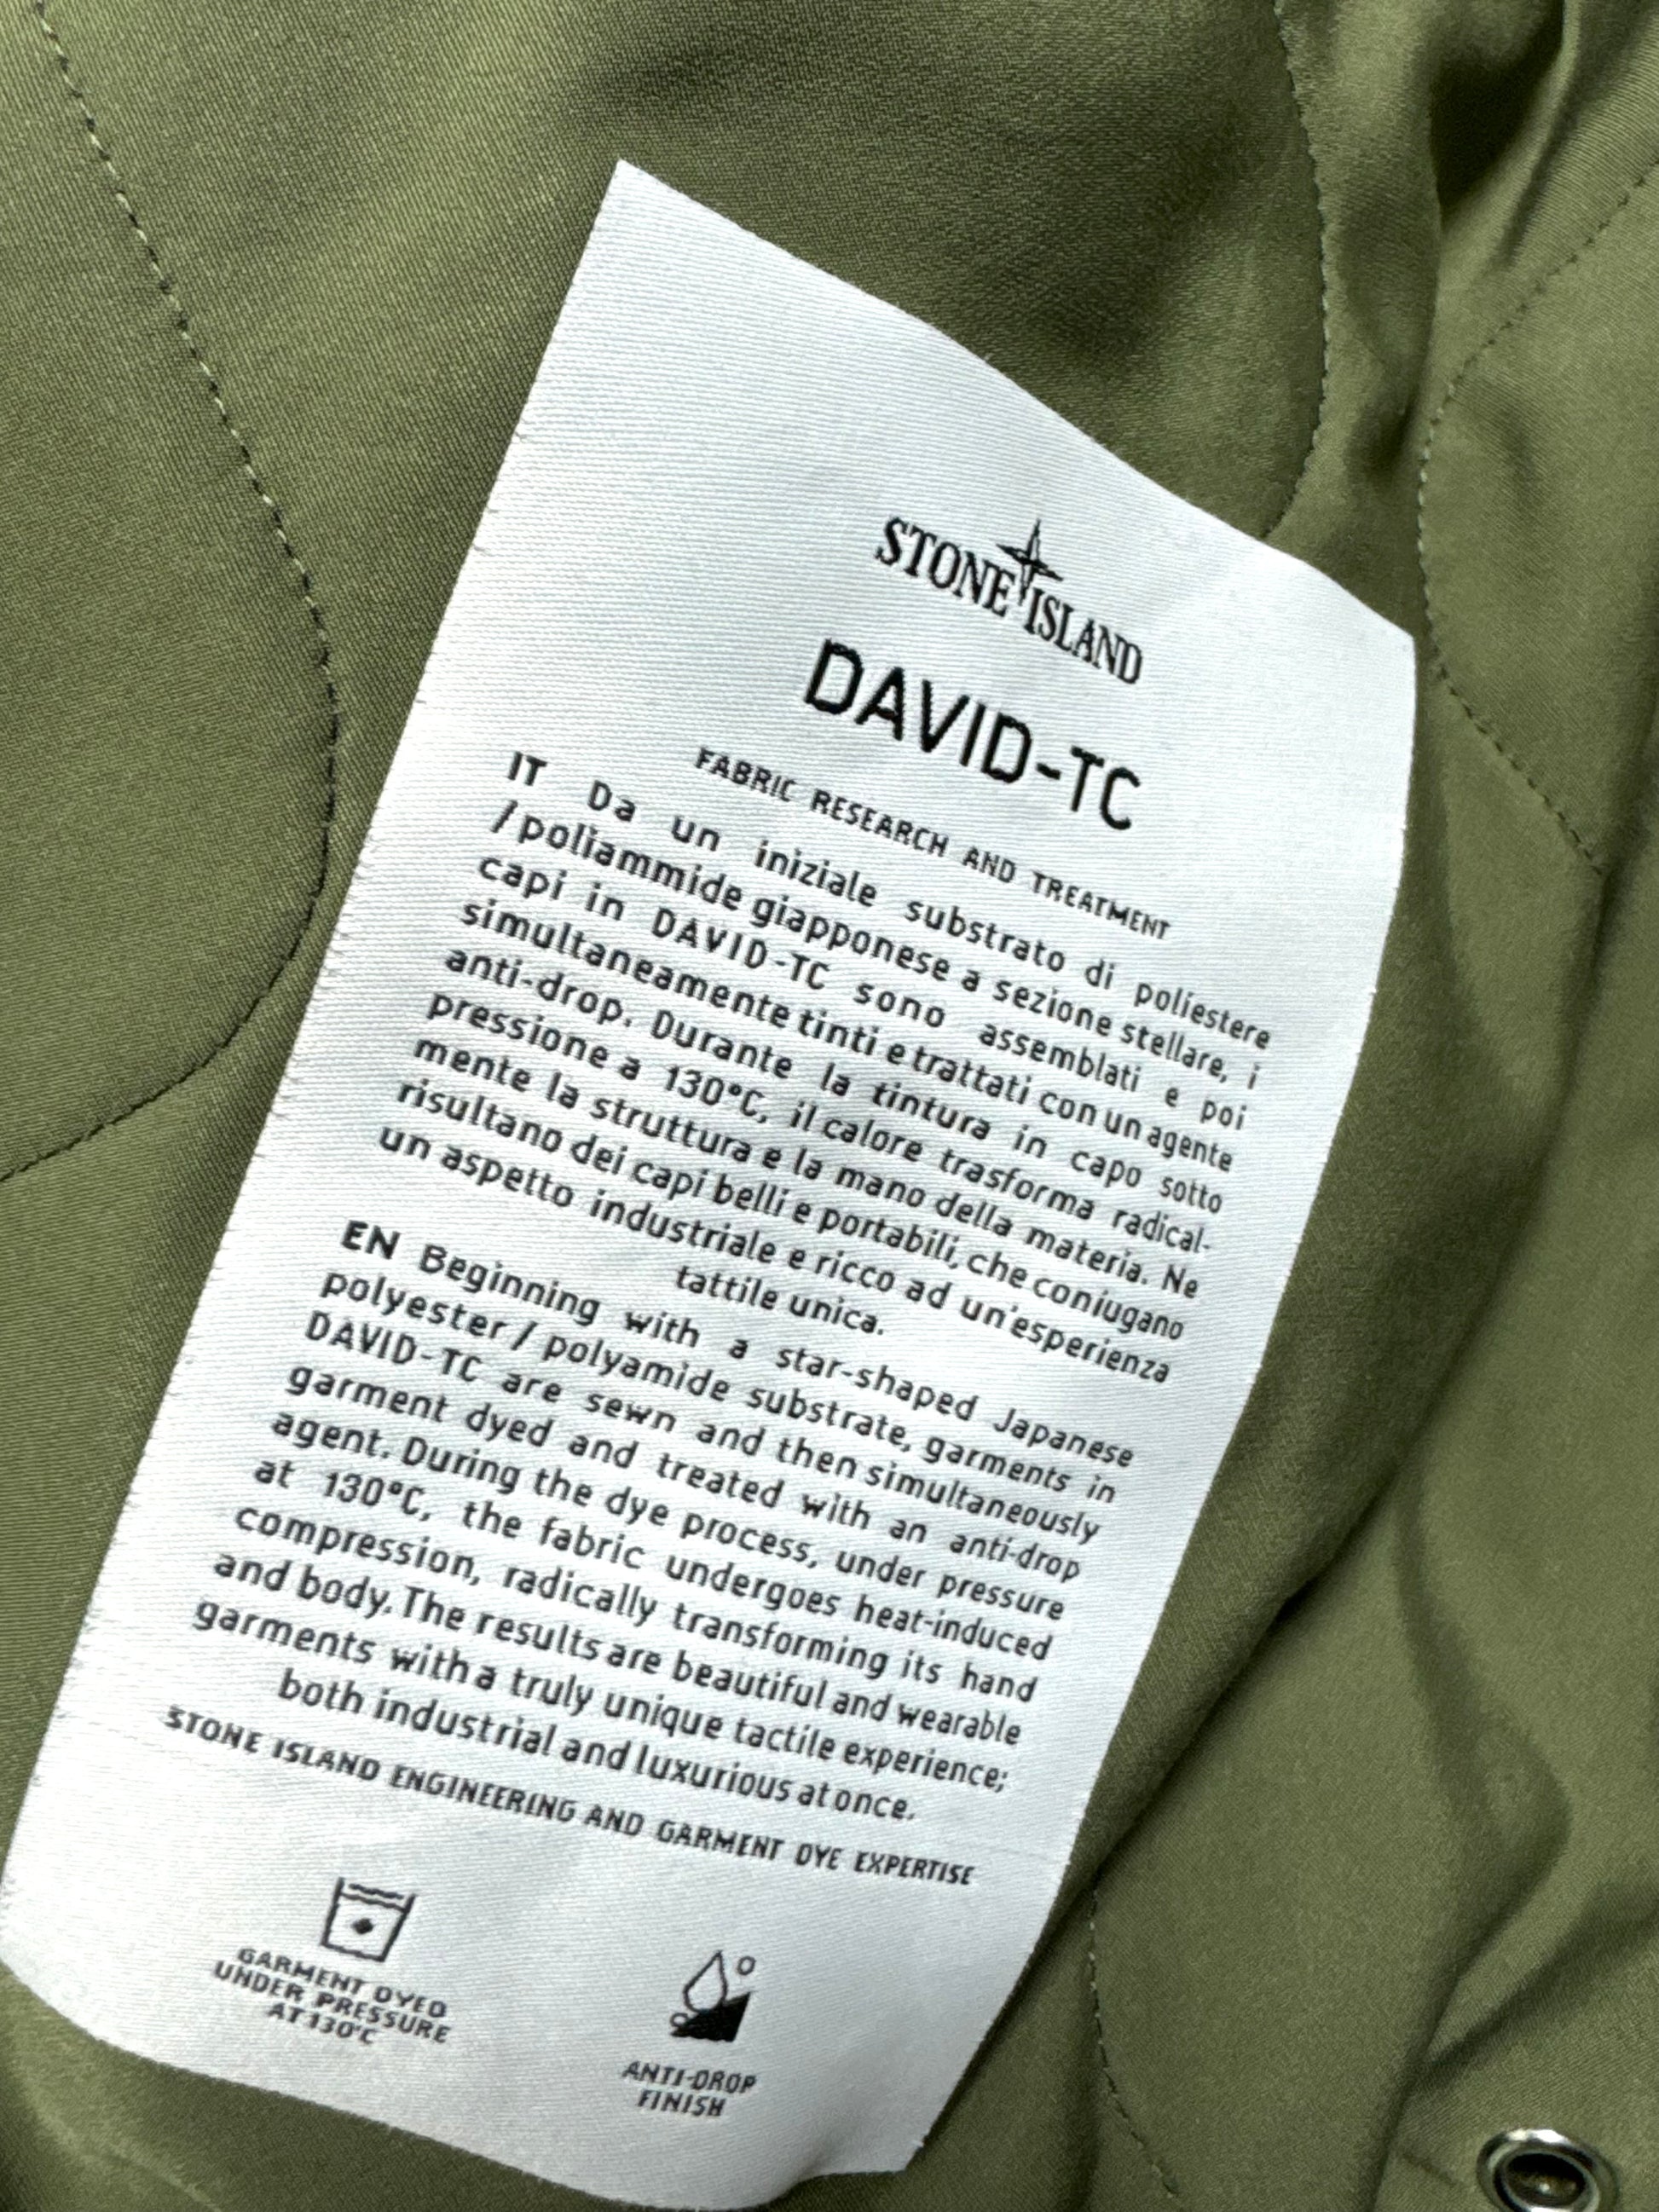 STONE ISLAND
DAVID-TC
FABRIC RESEARCH AND TREATMENT
IT Da un iniziale substrato di poliestere
/poliammide giapponese a sezione stellare, i
capi in DAVID-TC sono assemblati e poi
simultaneamente tinti e trattati con un agente
anti-drop. Durante la tintura in capo sotto
pressione a 130°C, il calore trasforma radical-
mente la struttura e la mano della materia. Ne
risultano dei capi belli e portabili, che coniugano
un aspetto industriale e ricco ad un'esperienza
tattile unica.
EN Beginning with a star-shaped Japanese
polyester / polyamide substrate, garments in
DAVID-TC are sewn and then simultaneously
garment dyed and treated with an anti-drop
agent. During the dye process, under pressure
at 130°C, the fabric undergoes heat-induced
compression, radically transforming its hand
and body. The results are beautiful and wearable
garments with a truly unique tactile experience;
both industrial and luxurious at once.
STONE ISLAND ENGINEERING AND GARMENT DYE EXPERTISE
GARMENT DYED
UNDER PRESSURE
AT 130°C
ANTI-DROP
FINISH